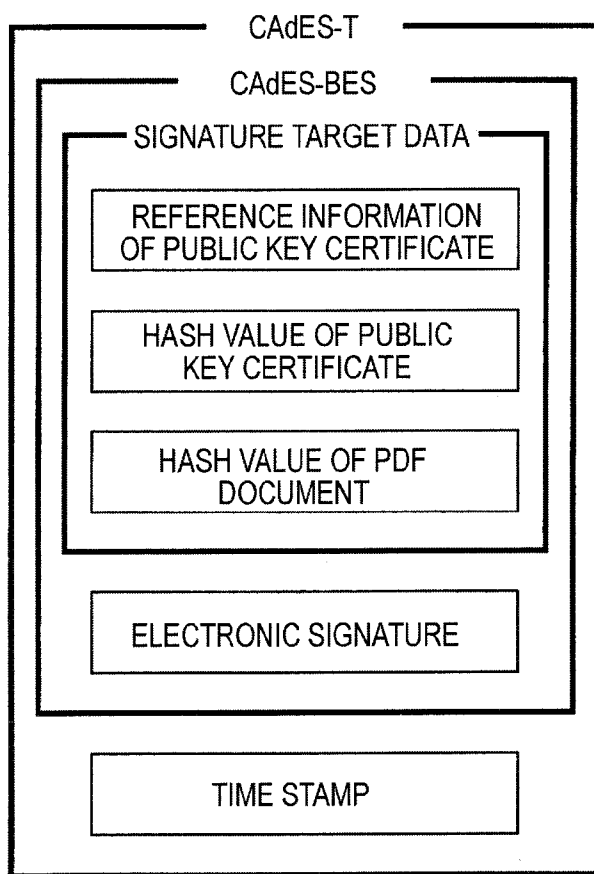 CAdES-T
CAdES-BES
SIGNATURE TARGET DATA
REFERENCE INFORMATION
OF PUBLIC KEY CERTIFICATE
HASH VALUE OF PUBLIC
KEY CERTIFICATE
HASH VALUE OF PDF
DOCUMENT
ELECTRONIC SIGNATURE
TIME STAMP